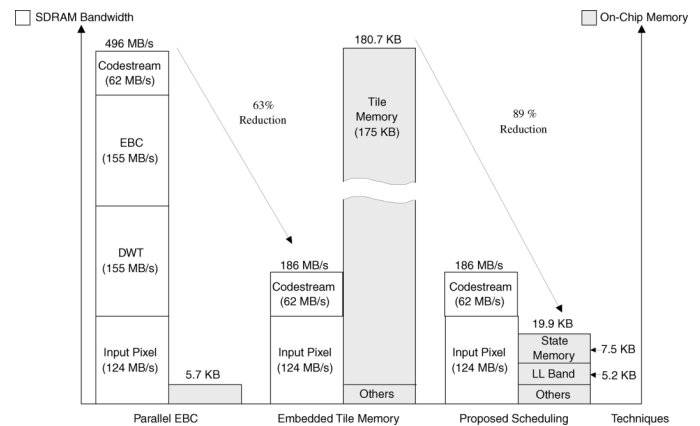 SDRAM Bandwidth
On-Chip Memory
496 MB/s
Codestream
(62 MB/s)
EBC
(155 MB/s)
DWT
(155 MB/s)
Input Pixel
(124 MB/s)
5.7 KB
63%
Reduction
186 MB/s
Codestream
(62 MB/s)
Input Pixel
(124 MB/s)
180.7 KB
Tile
Memory
(175 KB)
Others
89 %
Reduction
186 MB/s
Codestream
(62 MB/s)
Input Pixel
(124 MB/s)
19.9 KB
State
Memory
7.5 KB
LL Band
5.2 KB
Others
Parallel EBC
Embedded Tile Memory
Proposed Scheduling
Techniques